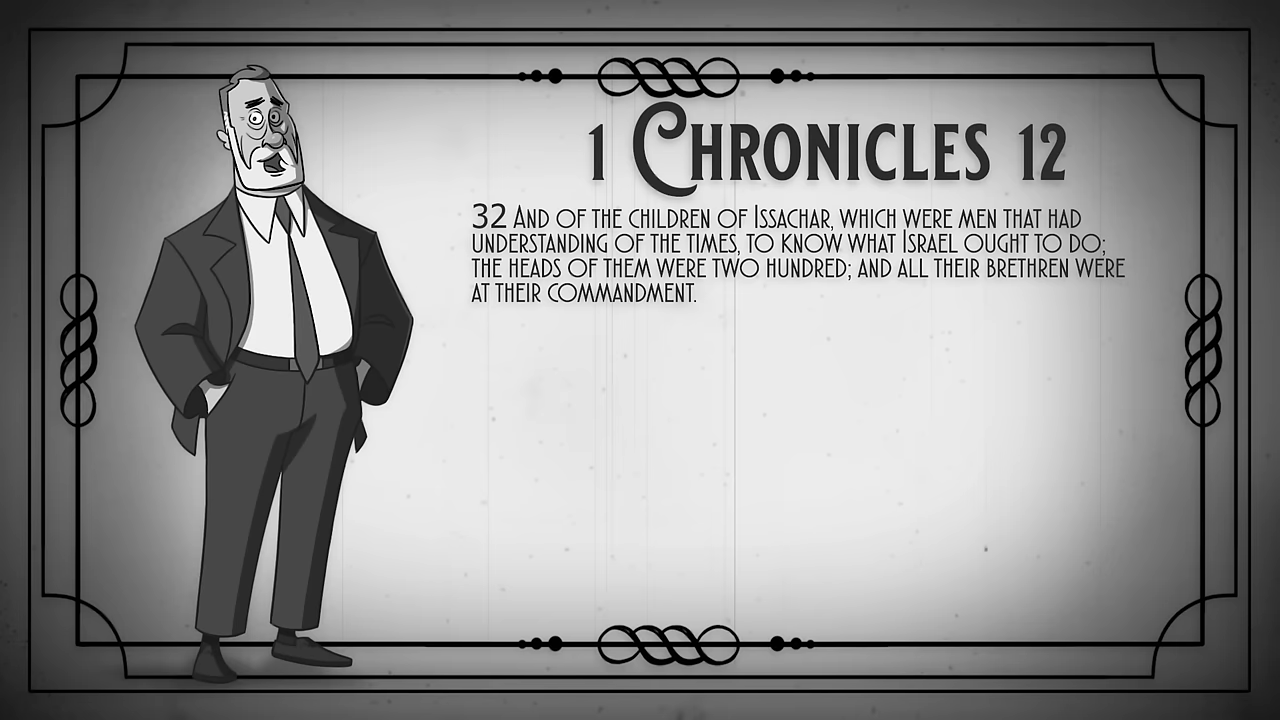 1 Chronicles 12
32 And of the children of Issachar, which were men that had
understanding of the times, to know what Israel ought to do;
the heads of them were two hundred; and all their brethren were
at their commandment.